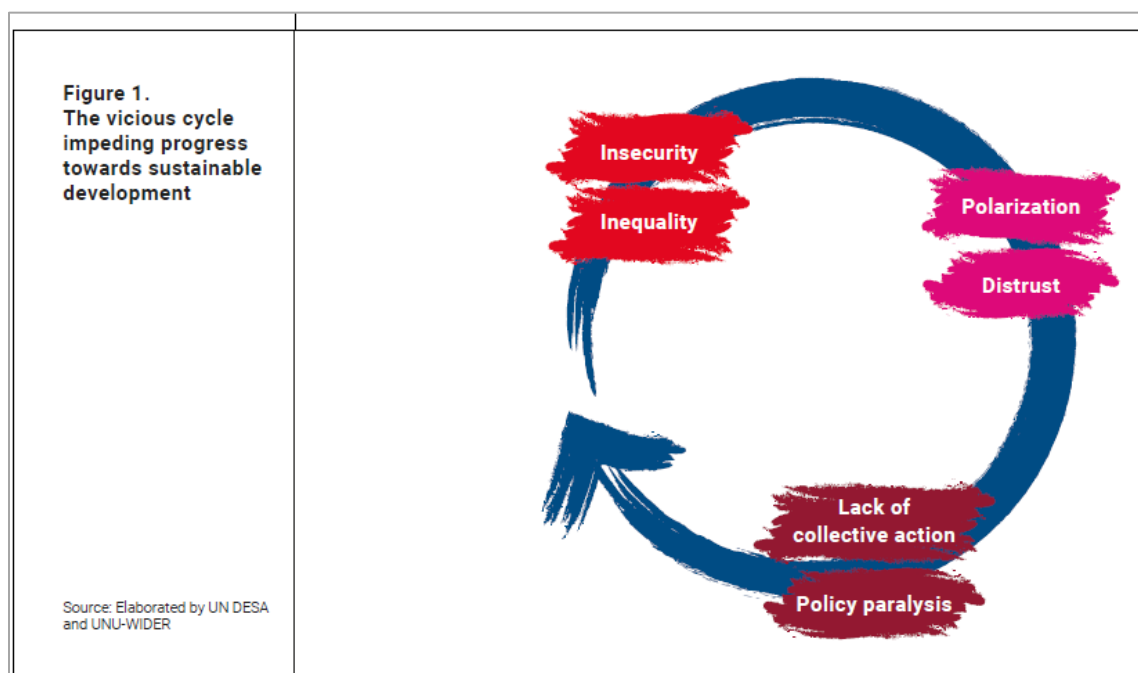 Figure 1.
The vicious cycle
impeding progress
towards sustainable
development
Insecurity
Inequality
Polarization
Distrust
Lack of
collective action
Policy paralysis
Source: Elaborated by UN DESA
and UNU-WIDER